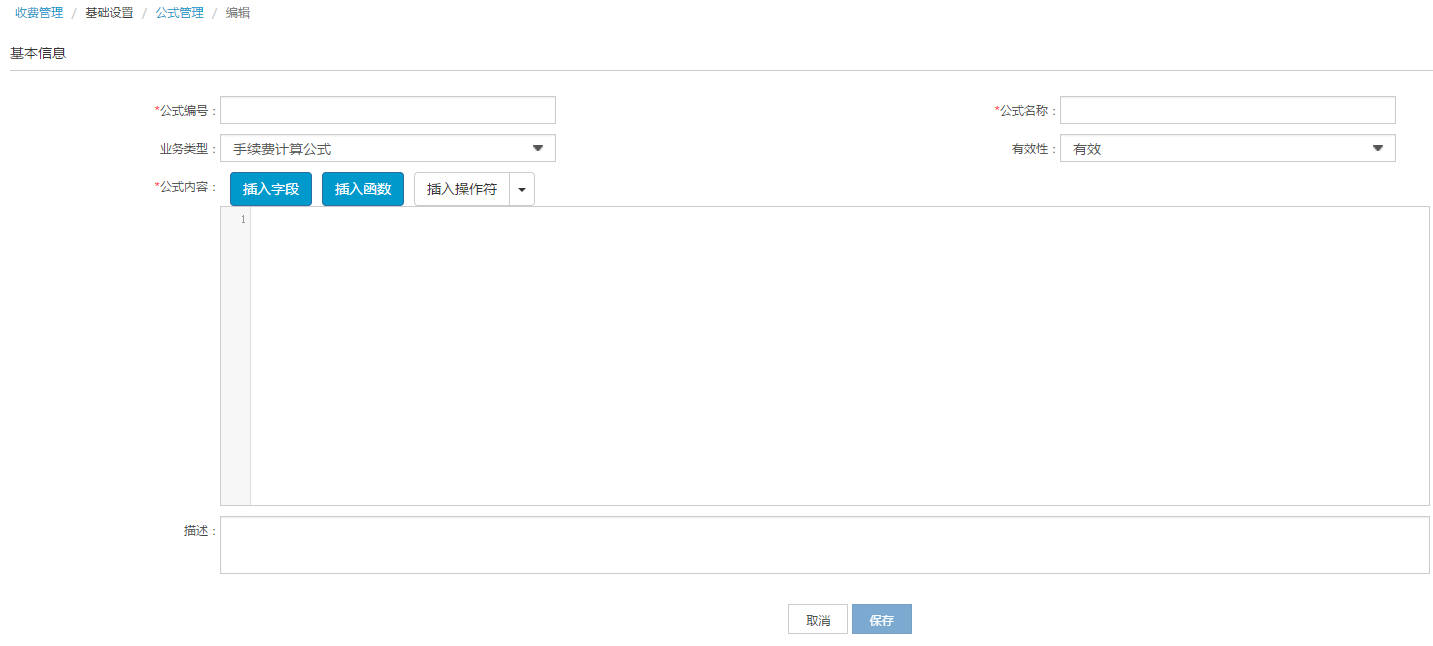 收费管理 / 基础设置 / 公式管理 / 编辑
基本信息
*公式编号：
*公式名称：
业务类型： 手续费计算公式
有效性： 有效
*公式内容： 插入字段 插入函数 插入操作符
1
描述：
取消 保存